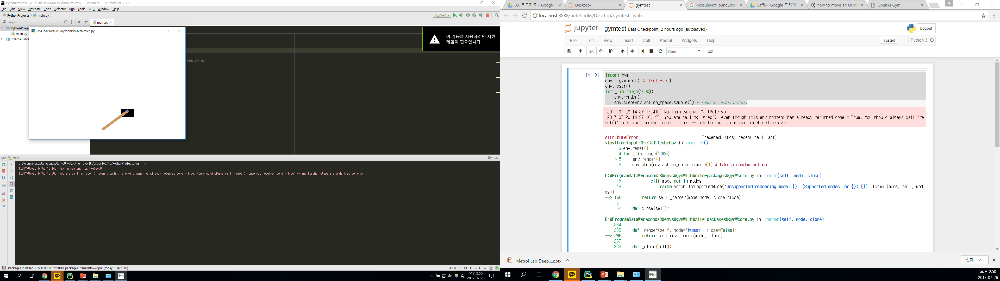 PythonProjects - [D:\OneDrive\ML\PythonProjects] - ...\main.py - PyCharm 2017.1.5
File Edit View Navigate Code Refactor Run Tools VCS Window Help
PythonProjects main.py
main
Project
main.py
PythonProjec
main.py
External Libra
D:/OneDrive/ML/PythonProjects/main.py
andom action
이 기능을 사용하려면 지원
게임이 필요합니다.
Run main
D:₩ProgramData₩Anaconda3₩envs₩gym₩python.exe D:/OneDrive/ML/PythonProjects/main.py
[2017-07-26 14:50:16,146] Making new env: CartPole-v0
[2017-07-26 14:50:16,565] You are calling 'step()' even though this environment has already returned done = True. You should always call 'reset()' once you receive 'done = True' -- any further steps are undefined behavior.
Packages installed successfully: Installed packages: 'tensorflow-gpu' (today 오후 1:10)
4:19 CRLF UTF-8
TALK
PC
IP[y]:
A
오후 2:50
2017-07-26
03. 코드자료 - Google
Desktop/
gymtest
ModuleNotFoundError
Caffe - Google 드라이
how to move an UI im
OpenAI Gym
localhost:8888/notebooks/Desktop/gymtest.ipynb
jupyter gymtest Last Checkpoint: 2 hours ago (autosaved)
Logout
File Edit View Insert Cell Kernel Widgets Help
Trusted
Python 3
Code
In [3]:
import gym
env = gym.make('CartPole-v0')
env.reset()
for _ in range(1000):
env.render()
env.step(env.action_space.sample()) # take a random action
[2017-07-26 14:37:17,415] Making new env: CartPole-v0
[2017-07-26 14:37:18,133] You are calling 'step()' even though this environment has already returned done = True. You should always call 're
set()' once you receive 'done = True' -- any further steps are undefined behavior.
AttributeError Traceback (most recent call last)
<ipython-input-3-c13d11cabe05> in <module>()
3 env.reset()
4 for _ in range(1000):
----> 5 env.render()
6 env.step(env.action_space.sample()) # take a random action
D:₩ProgramData₩Anaconda3₩envs₩gym₩lib₩site-packages₩gym₩core.py in render(self, mode, close)
148 elif mode not in modes:
149 raise error.UnsupportedMode('Unsupported rendering mode: {}. (Supported modes for {}: {})'.format(mode, self, mod
es))
--> 150 return self._render(mode=mode, close=close)
151
152 def close(self):
D:₩ProgramData₩Anaconda3₩envs₩gym₩lib₩site-packages₩gym₩core.py in _render(self, mode, close)
284
285 def _render(self, mode='human', close=False):
--> 286 return self.env.render(mode, close)
287
288 def _close(self):
Metrol Lab Deep....pptx
전체 보기
TALK
PC
IP[y]:
오후 2:50
2017-07-26